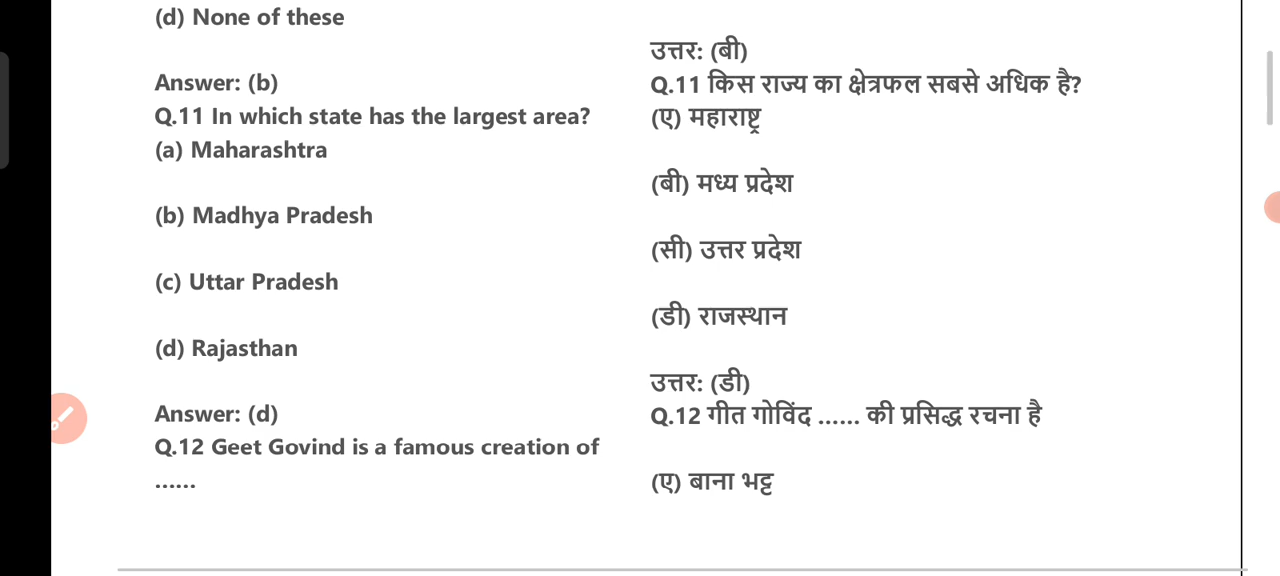 (d) None of these
Answer: (b)
Q.11 In which state has the largest area?
(a) Maharashtra
(b) Madhya Pradesh
(c) Uttar Pradesh
(d) Rajasthan
Answer: (d)
Q.12 Geet Govind is a famous creation of
......
उत्तर: (बी)
Q.11 किस राज्य का क्षेत्रफल सबसे अधिक है?
(ए) महाराष्ट्र
(बी) मध्य प्रदेश
(सी) उत्तर प्रदेश
(डी) राजस्थान
उत्तर: (डी)
Q.12 गीत गोविंद ...... की प्रसिद्ध रचना है
(ए) बाना भट्ट